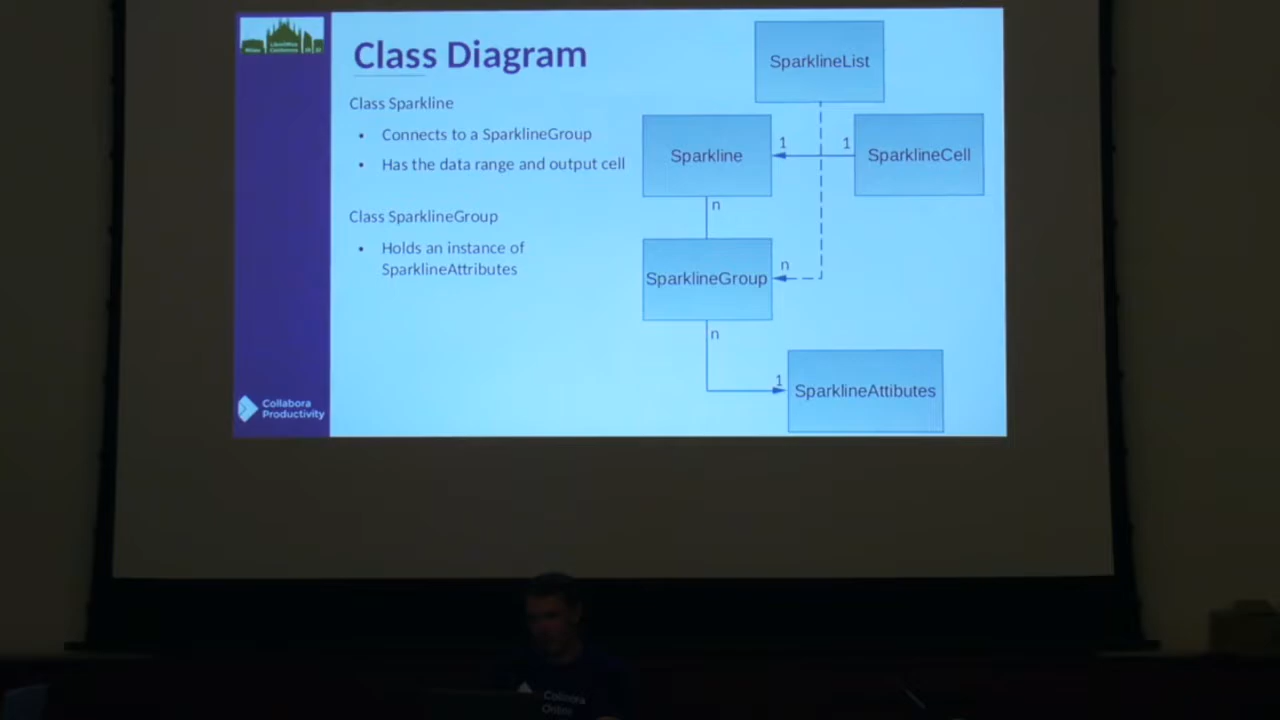 Class Diagram
Class Sparkline
• Connects to a SparklineGroup
• Has the data range and output cell
Class SparklineGroup
• Holds an instance of
SparklineAttributes
SparklineList
Sparkline
1
1
SparklineCell
n
SparklineGroup
n
n
1
SparklineAttibutes
Collabora
Productivity
Collabora